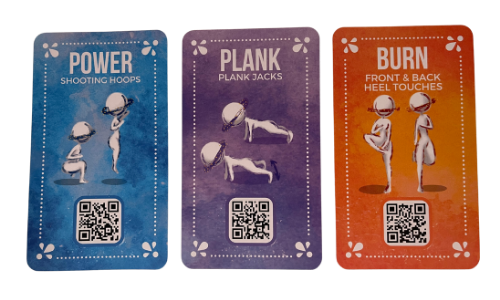 POWER
SHOOTING HOOPS
PLANK
PLANK JACKS
BURN
FRONT & BACK
HEEL TOUCHES